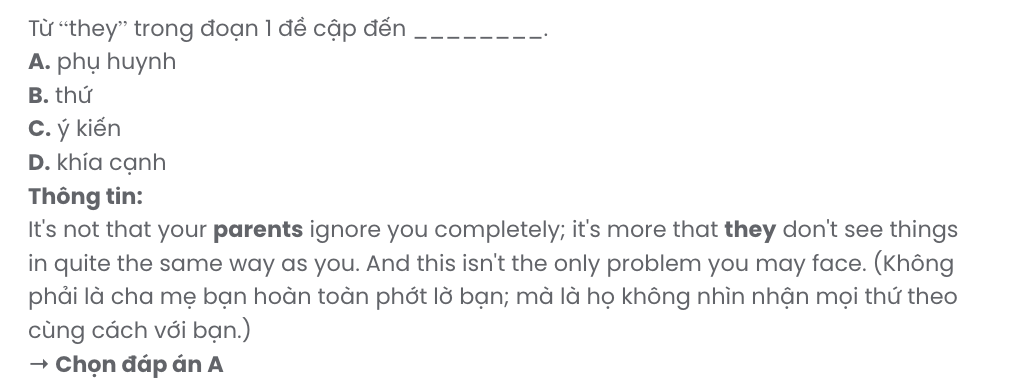 Từ “they” trong đoạn 1 đề cập đến ________.
A. phụ huynh
B. thứ
C. ý kiến
D. khía cạnh
Thông tin:
It's not that your parents ignore you completely; it's more that they don't see things
in quite the same way as you. And this isn't the only problem you may face. (Không
phải là cha mẹ bạn hoàn toàn phớt lờ bạn; mà là họ không nhìn nhận mọi thứ theo
cùng cách với bạn.)
→ Chọn đáp án A